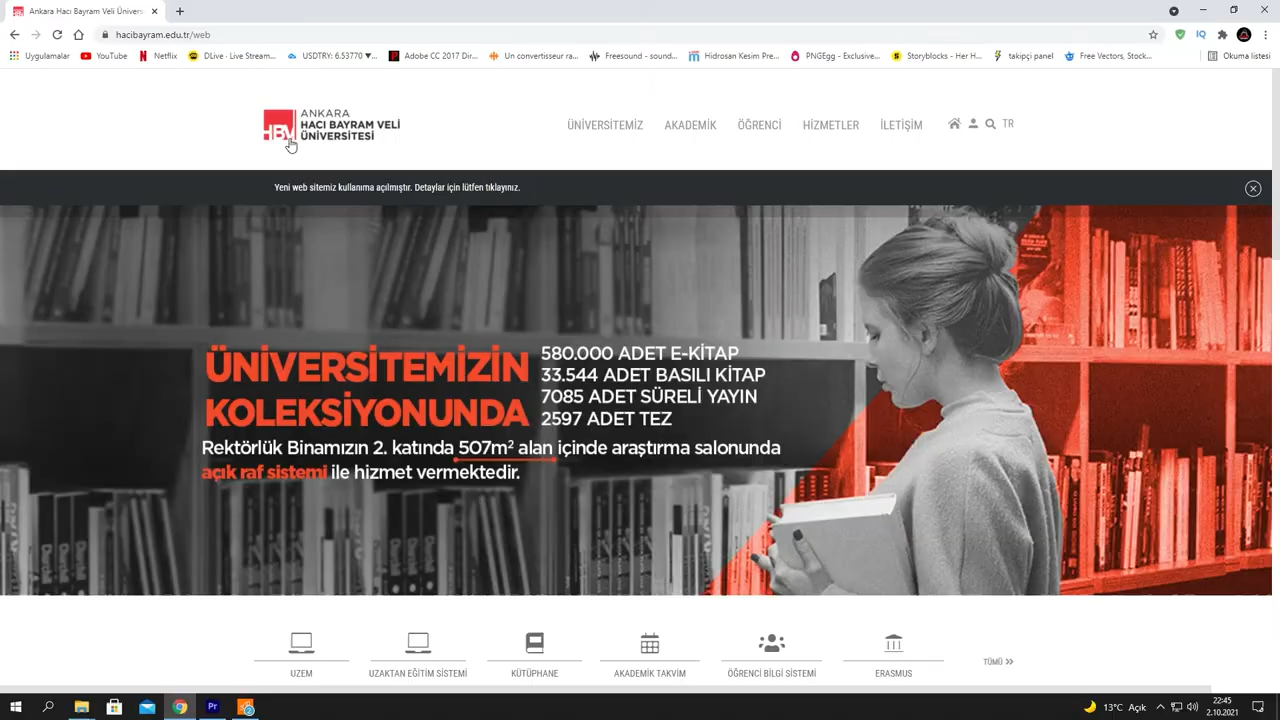 Ankara Hacı Bayram Veli Ünivers
hacibayram.edu.tr/web
Uygulamalar
YouTube
Netflix
DLive · Live Stream...
USDTRY: 6.53770 ▼...
Adobe CC 2017 Dir...
Un convertisseur ra...
Freesound - sound...
Hidrosan Kesim Pre...
PNGEgg - Exclusive...
Storyblocks - Her H...
takipçi panel
Free Vectors, Stock...
Okuma listesi
ANKARA
HACI BAYRAM VELİ
ÜNİVERSİTESİ
HBV
ÜNİVERSİTEMİZ
AKADEMİK
ÖĞRENCİ
HİZMETLER
İLETİŞİM
TR
Yeni web sitemiz kullanıma açılmıştır. Detaylar için lütfen tıklayınız.
ÜNİVERSİTEMİZİN
KOLEKSİYONUNDA
580.000 ADET E-KİTAP
33.544 ADET BASILI KİTAP
7085 ADET SÜRELİ YAYIN
2597 ADET TEZ
Rektörlük Binamızın 2. katında 507m² alan içinde araştırma salonunda
açık raf sistemi ile hizmet vermektedir.
UZEM
UZAKTAN EĞİTİM SİSTEMİ
KÜTÜPHANE
AKADEMİK TAKVİM
ÖĞRENCİ BİLGİ SİSTEMİ
ERASMUS
TÜMÜ
Pr
13°C Açık
22:45
2.10.2021